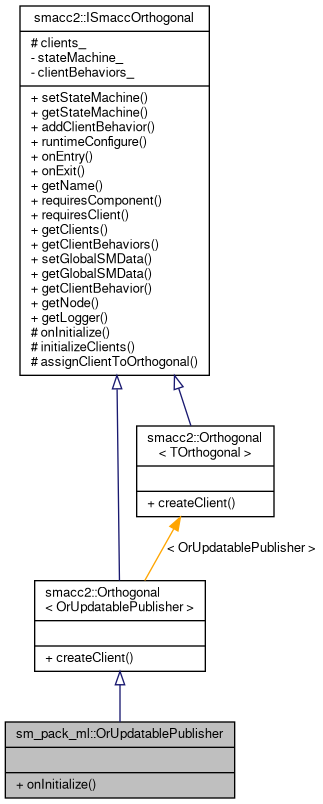 smacc2::ISmaccOrthogonal
# clients_
- stateMachine_
- clientBehaviors_
+ setStateMachine()
+ getStateMachine()
+ addClientBehavior()
+ runtimeConfigure()
+ onEntry()
+ onExit()
+ getName()
+ requiresComponent()
+ requiresClient()
+ getClients()
+ getClientBehaviors()
+ setGlobalSMData()
+ getGlobalSMData()
+ getClientBehavior()
+ getNode()
+ getLogger()
# onInitialize()
# initializeClients()
# assignClientToOrthogonal()
smacc2::Orthogonal
< TOrthogonal >
+ createClient()
< OrUpdatablePublisher >
smacc2::Orthogonal
< OrUpdatablePublisher >
+ createClient()
sm_pack_ml::OrUpdatablePublisher
+ onInitialize()